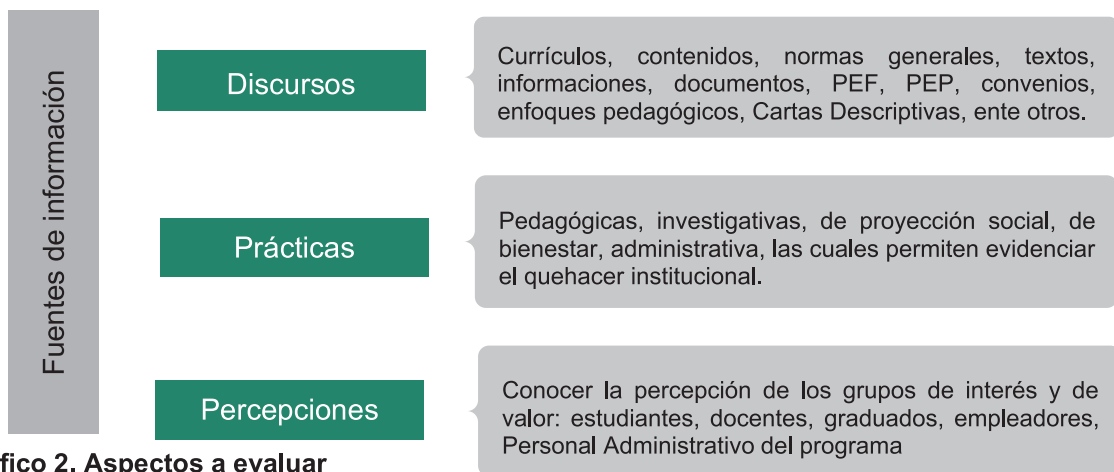 Fuentes de información
Discursos
Currículos, contenidos, normas generales, textos,
informaciones, documentos, PEF, PEP, convenios,
enfoques pedagógicos, Cartas Descriptivas, ente otros.
Prácticas
Pedagógicas, investigativas, de proyección social, de
bienestar, administrativa, las cuales permiten evidenciar
el quehacer institucional.
Percepciones
Conocer la percepción de los grupos de interés y de
valor: estudiantes, docentes, graduados, empleadores,
Personal Administrativo del programa
fico 2. Aspectos a evaluar